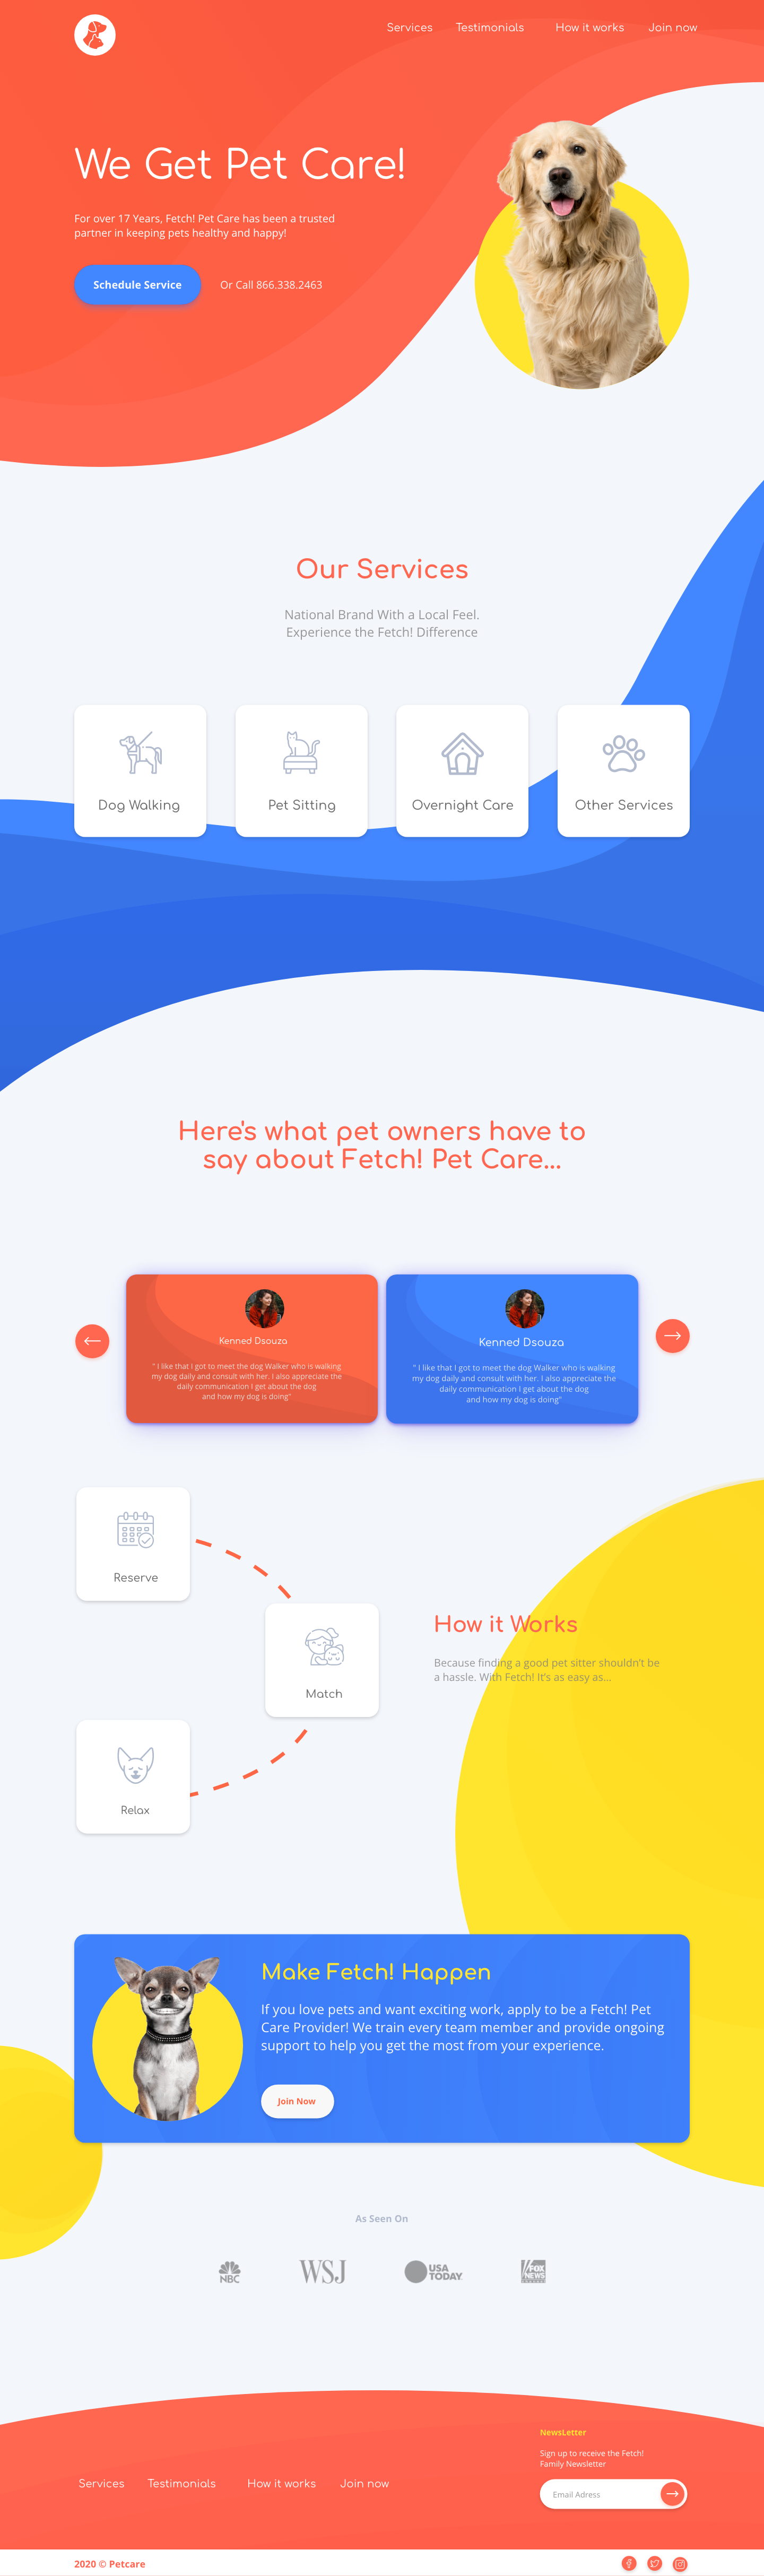 Services Testimonials How it works Join now
We Get Pet Care!
For over 17 Years, Fetch! Pet Care has been a trusted
partner in keeping pets healthy and happy!
Schedule Service Or Call 866.338.2463
Our Services
National Brand With a Local Feel.
Experience the Fetch! Difference
Dog Walking Pet Sitting Overnight Care Other Services
Here's what pet owners have to
say about Fetch! Pet Care...
Kenned Dsouza
" I like that I got to meet the dog Walker who is walking
my dog daily and consult with her. I also appreciate the
daily communication I get about the dog
and how my dog is doing"
Kenned Dsouza
" I like that I got to meet the dog Walker who is walking
my dog daily and consult with her. I also appreciate the
daily communication I get about the dog
and how my dog is doing"
Reserve
Match
Relax
How it Works
Because finding a good pet sitter shouldn't be
a hassle. With Fetch! It's as easy as...
Make Fetch! Happen
If you love pets and want exciting work, apply to be a Fetch! Pet
Care Provider! We train every team member and provide ongoing
support to help you get the most from your experience.
Join Now
As Seen On
NBC
WSJ
USA
TODAY
FOX
NEWS
NewsLetter
Sign up to receive the Fetch!
Family Newsletter
Email Adress
Services Testimonials How it works Join now
2020 © Petcare